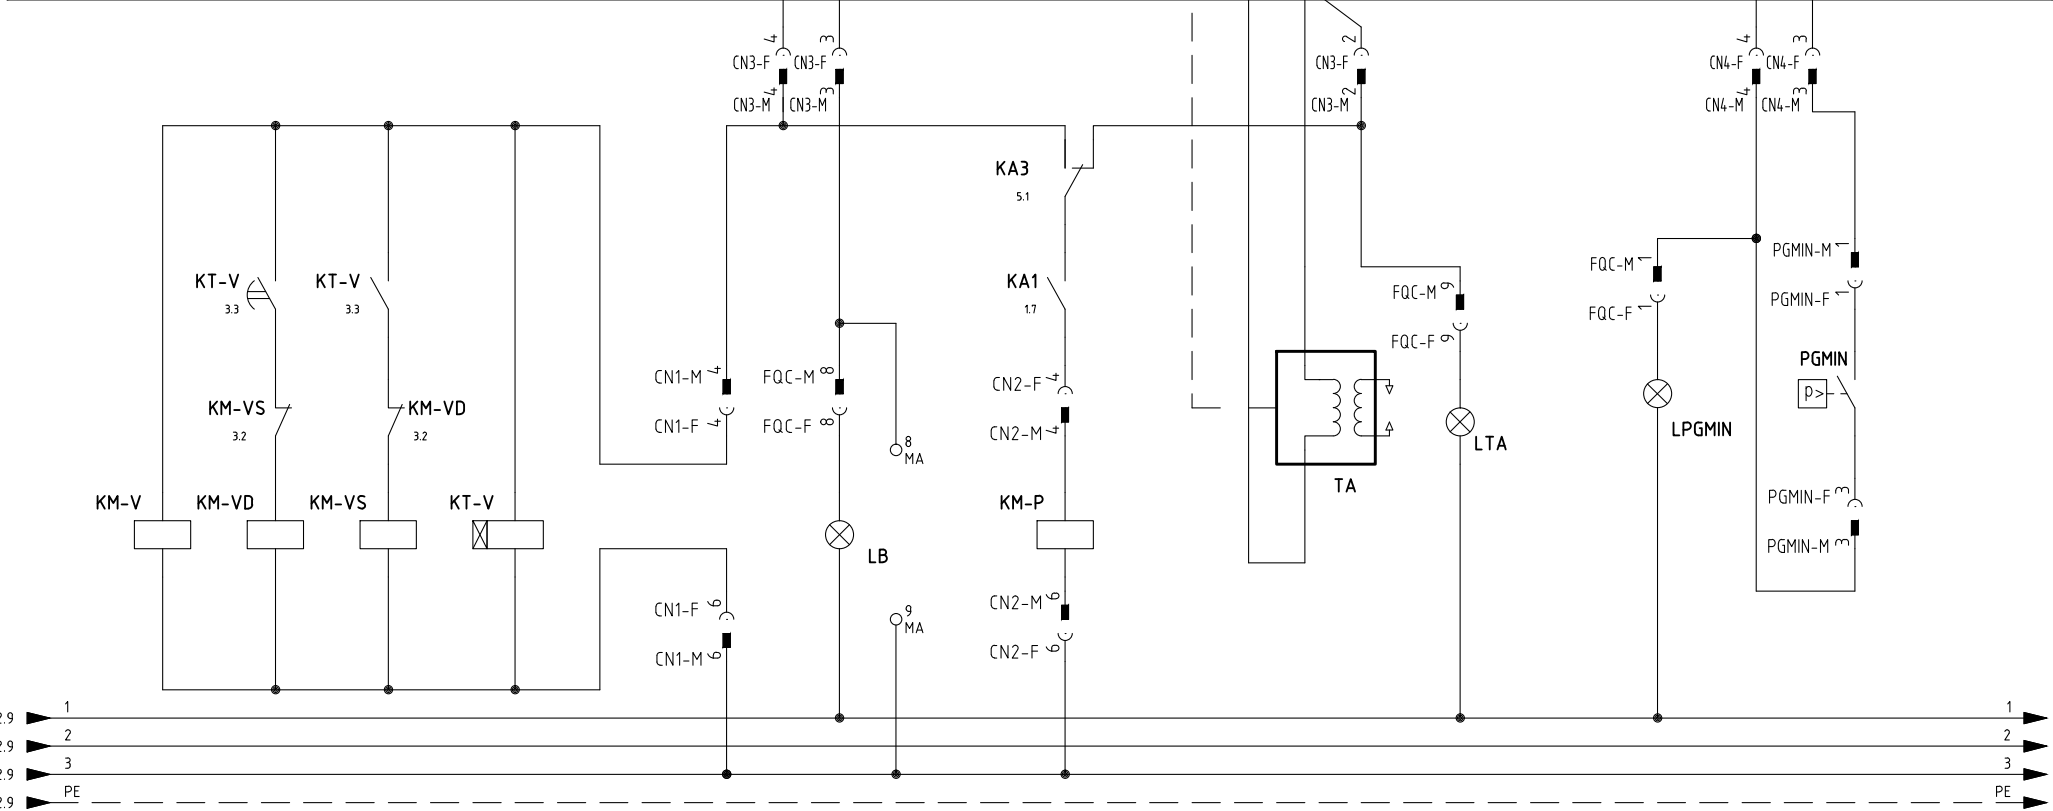 4 3 2 4 3
CN3-F CN3-F CN3-F CN4-F CN4-F
4 3 2 4 3
CN3-M CN3-M CN3-M CN4-M CN4-M
KA3
5.1
PGMIN-M 1
FQC-M 1
KT-V KT-V KA1
3.3 3.3 1.7
FQC-M 9
PGMIN-F 1
FQC-F 1
FQC-F 9
PGMIN
P>
CN1-M 4 FQC-M 8 CN2-F 4
KM-VS KM-VD
3.2 3.2
CN1-F 4 FQC-F 8 CN2-M 4
LPGMIN
LTA
8
MA
TA
PGMIN-F 3
KM-V KM-VD KM-VS KT-V KM-P
PGMIN-M 3
LB
CN1-F 6 CN2-M 6
9
MA
CN1-M 6 CN2-F 6
1 1
2.9
2 2
2.9
3 3
2.9
PE PE
2.9